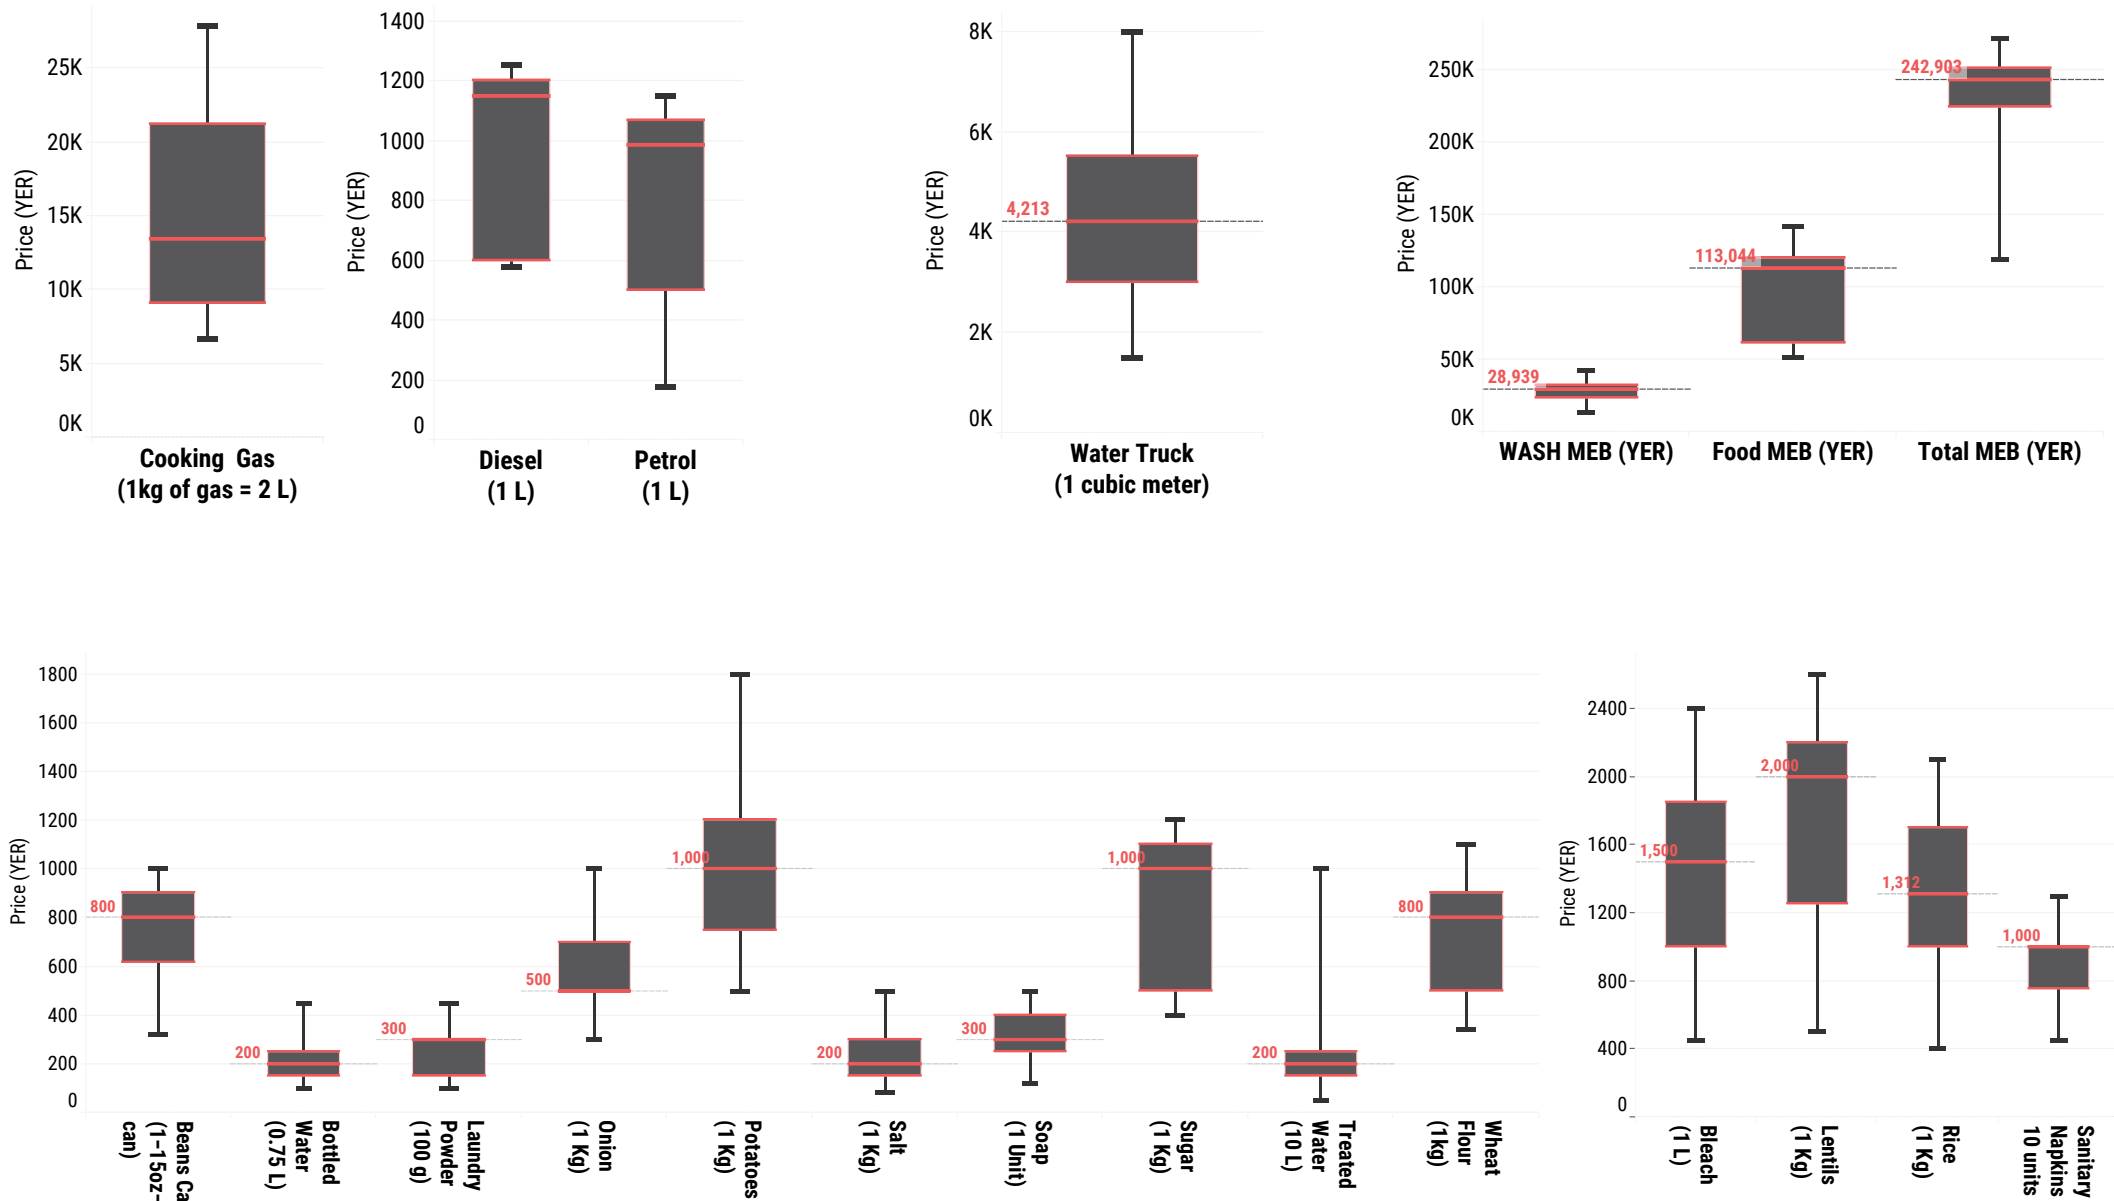 Price (YER)
25K
20K
15K
10K
5K
0K
Cooking Gas
(1kg of gas = 2 L)
Price (YER)
1400
1200
1000
800
600
400
200
0
Diesel
(1 L)
Petrol
(1 L)
Price (YER)
8K
6K
4K
2K
0K
4,213
Water Truck
(1 cubic meter)
Price (YER)
250K
200K
150K
100K
50K
0K
28,939
113,044
242,903
WASH MEB (YER)
Food MEB (YER)
Total MEB (YER)
Price (YER)
1800
1600
1400
1200
1000
800
600
400
200
0
800
200
300
500
1,000
200
300
1,000
200
800
Beans Ca
(1-15oz-
can)
Bottled
Water
(0.75 L)
Laundry
Powder
(100 g)
Onion
(1 Kg)
Potatoes
(1 Kg)
Salt
(1 Kg)
Soap
(1 Unit)
Sugar
(1 Kg)
Treated
Water
(10 L)
Wheat
Flour
(1kg)
Price (YER)
2400
2000
1600
1200
800
400
0
1,500
2,000
1,312
1,000
Bleach
(1 L)
Lentils
(1 Kg)
Rice
(1 Kg)
Sanitary
Napkins
10 units